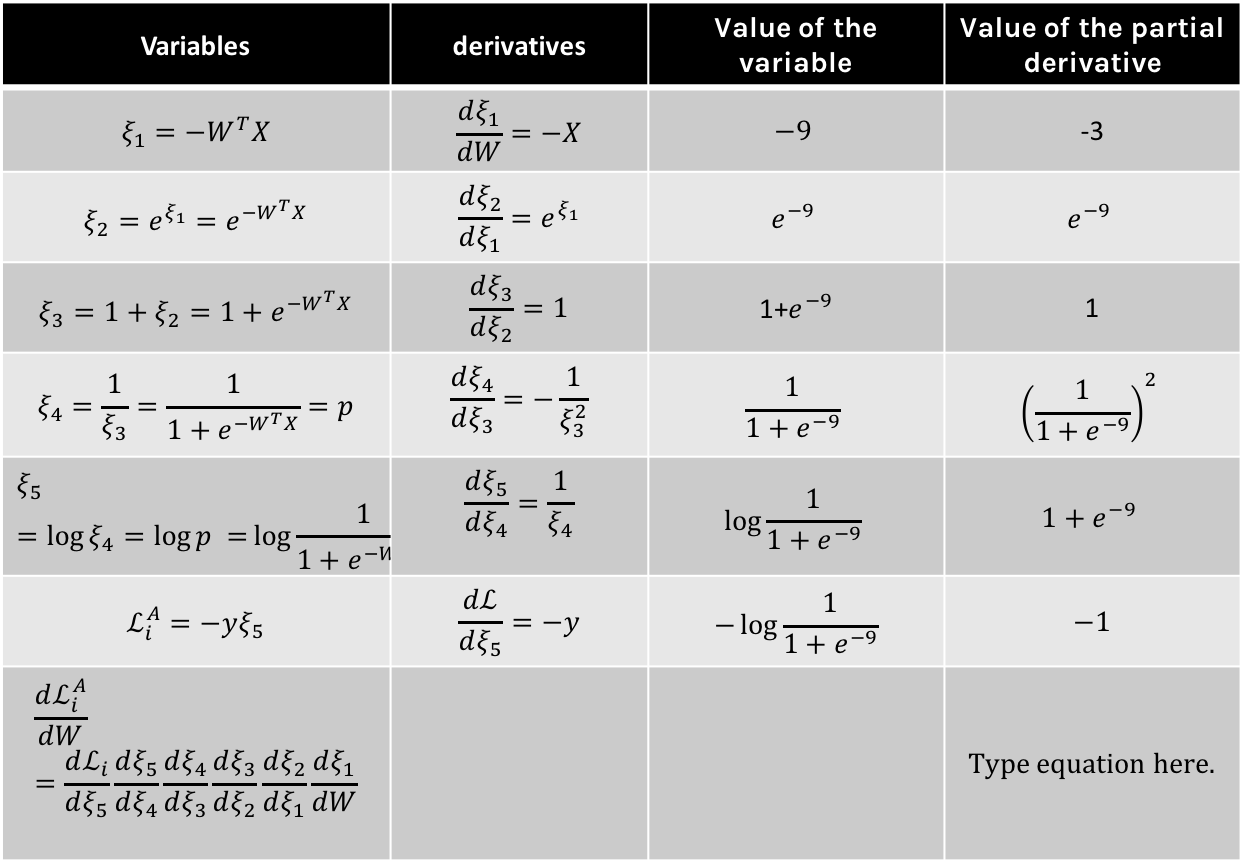 Variables
derivatives
Value of the variable
Value of the partial derivative
ξ₁ = −WᵀX
dξ₁/dW = −X
−9
-3
ξ₂ = e^ξ₁ = e^(−WᵀX)
dξ₂/dξ₁ = e^ξ₁
e⁻⁹
e⁻⁹
ξ₃ = 1 + ξ₂ = 1 + e^(−WᵀX)
dξ₃/dξ₂ = 1
1+e⁻⁹
1
ξ₄ = 1/ξ₃ = 1/(1 + e^(−WᵀX)) = p
dξ₄/dξ₃ = −1/ξ₃²
1/(1 + e⁻⁹)
(1/(1 + e⁻⁹))²
ξ₅
= log ξ₄ = log p = log 1/(1 + e^(−W
dξ₅/dξ₄ = 1/ξ₄
log 1/(1 + e⁻⁹)
1 + e⁻⁹
ℒᵢᴬ = −yξ₅
dℒ/dξ₅ = −y
− log 1/(1 + e⁻⁹)
−1
dℒᵢᴬ/dW
= dℒᵢ/dξ₅ dξ₅/dξ₄ dξ₄/dξ₃ dξ₃/dξ₂ dξ₂/dξ₁ dξ₁/dW
Type equation here.